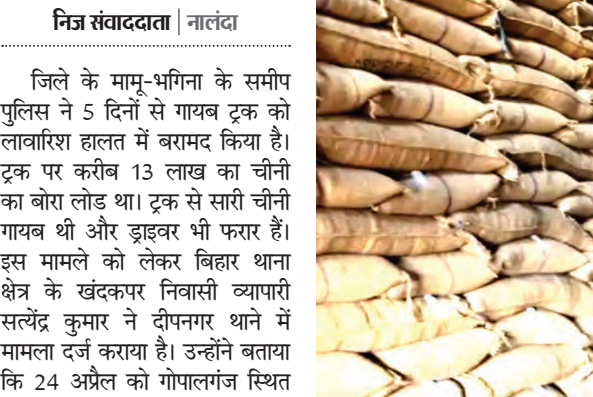 निज संवाददाता | नालंदा
जिले के मामू-भगिना के समीप
पुलिस ने 5 दिनों से गायब ट्रक को
लावारिश हालत में बरामद किया है।
ट्रक पर करीब 13 लाख का चीनी
का बोरा लोड था। ट्रक से सारी चीनी
गायब थी और ड्राइवर भी फरार हैं।
इस मामले को लेकर बिहार थाना
क्षेत्र के खंदकपर निवासी व्यापारी
सत्येंद्र कुमार ने दीपनगर थाने में
मामला दर्ज कराया है। उन्होंने बताया
कि 24 अप्रैल को गोपालगंज स्थित